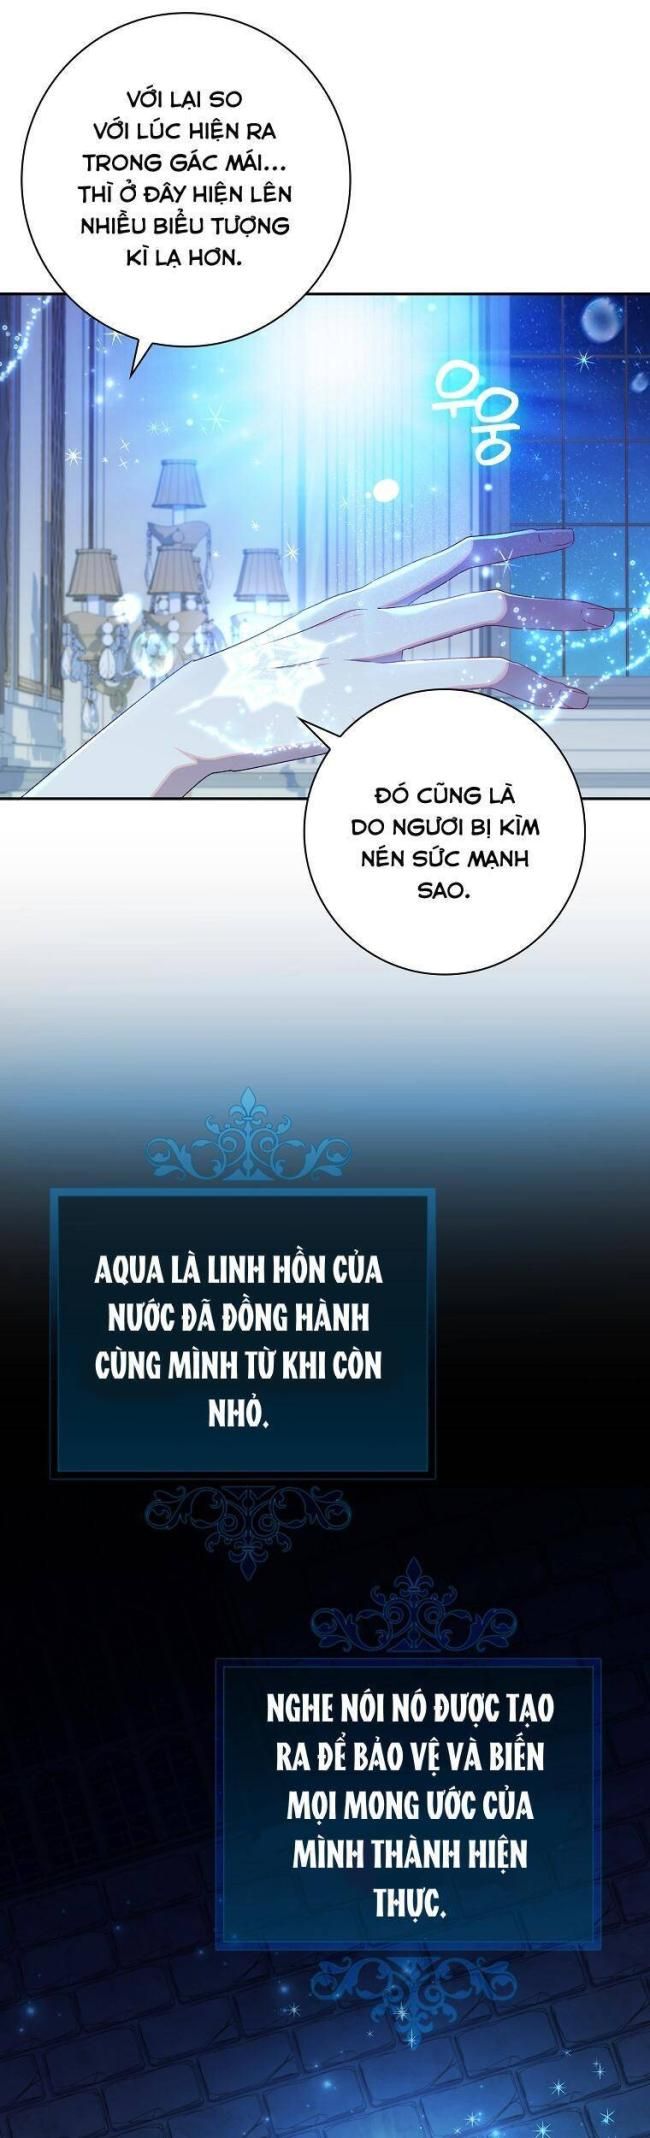 VỚI LẠI SO
VỚI LÚC HIỆN RA
TRONG GÁC MÁI...
THÌ Ở ĐÂY HIỆN LÊN
NHIỀU BIỂU TƯỢNG
KÌ LẠ HƠN.
우웅
ĐÓ CŨNG LÀ
DO NGƯƠI BỊ KÌM
NÉN SỨC MẠNH
SAO.
AQUA LÀ LINH HỒN CỦA
NƯỚC ĐÃ ĐỒNG HÀNH
CÙNG MÌNH TỪ KHI CÒN
NHỎ.
NGHE NÓI NÓ ĐƯỢC TẠO
RA ĐỂ BẢO VỆ VÀ BIẾN
MỌI MONG ƯỚC CỦA
MÌNH THÀNH HIỆN
THỰC.